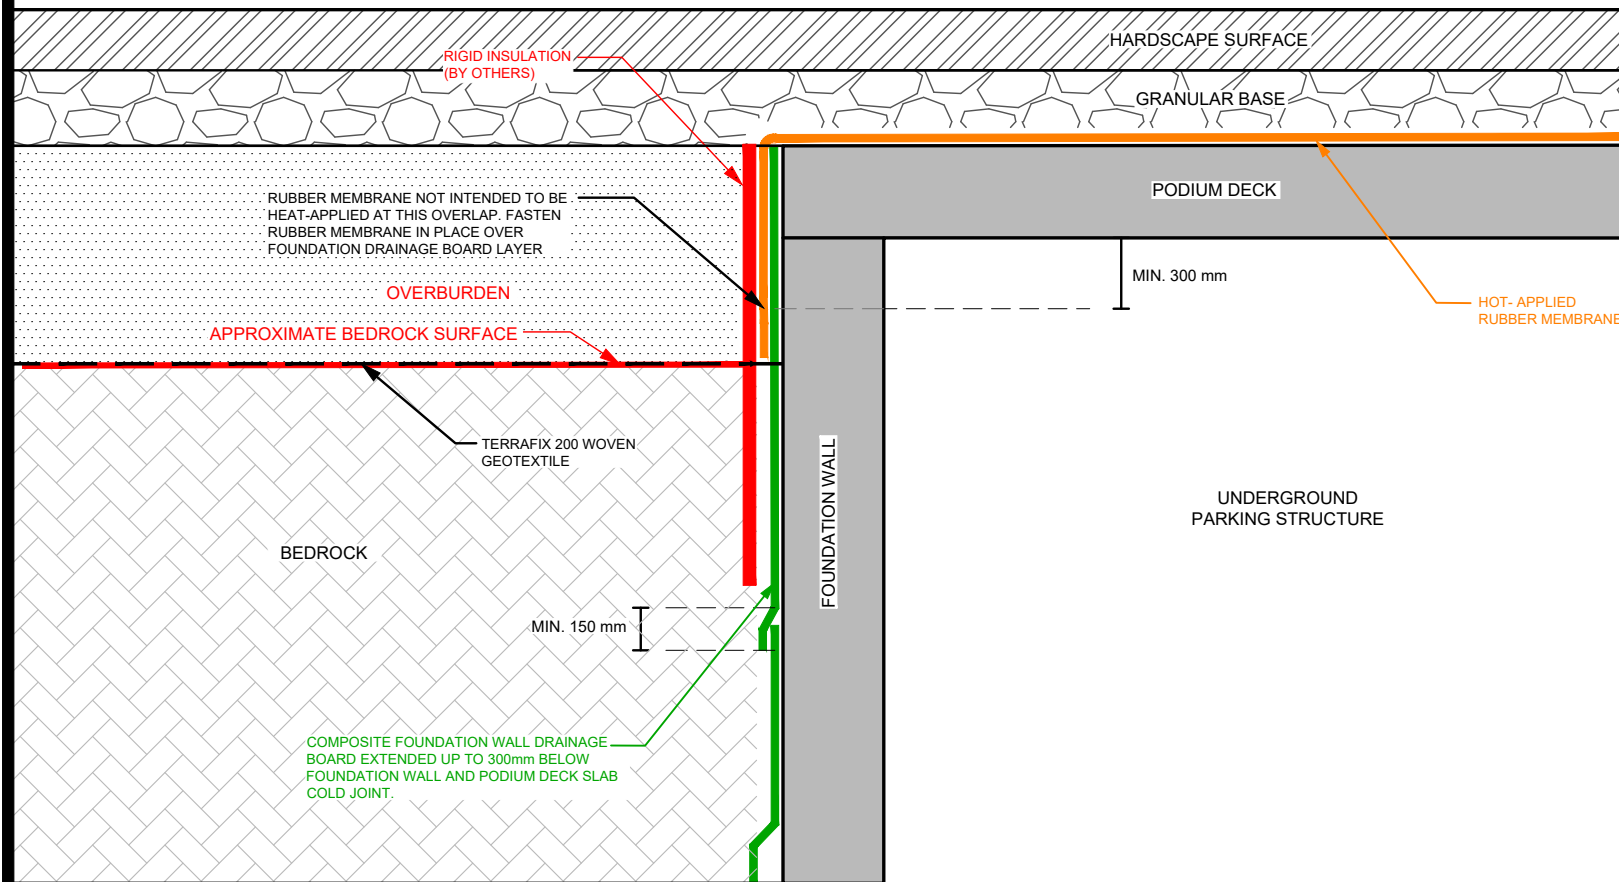 HARDSCAPE SURFACE
RIGID INSULATION
(BY OTHERS)
GRANULAR BASE
PODIUM DECK
RUBBER MEMBRANE NOT INTENDED TO BE
HEAT-APPLIED AT THIS OVERLAP. FASTEN
RUBBER MEMBRANE IN PLACE OVER
FOUNDATION DRAINAGE BOARD LAYER
MIN. 300 mm
OVERBURDEN
HOT- APPLIED
RUBBER MEMBRANE
APPROXIMATE BEDROCK SURFACE
TERRAFIX 200 WOVEN
GEOTEXTILE
FOUNDATION WALL
UNDERGROUND
PARKING STRUCTURE
BEDROCK
MIN. 150 mm
COMPOSITE FOUNDATION WALL DRAINAGE
BOARD EXTENDED UP TO 300mm BELOW
FOUNDATION WALL AND PODIUM DECK SLAB
COLD JOINT.